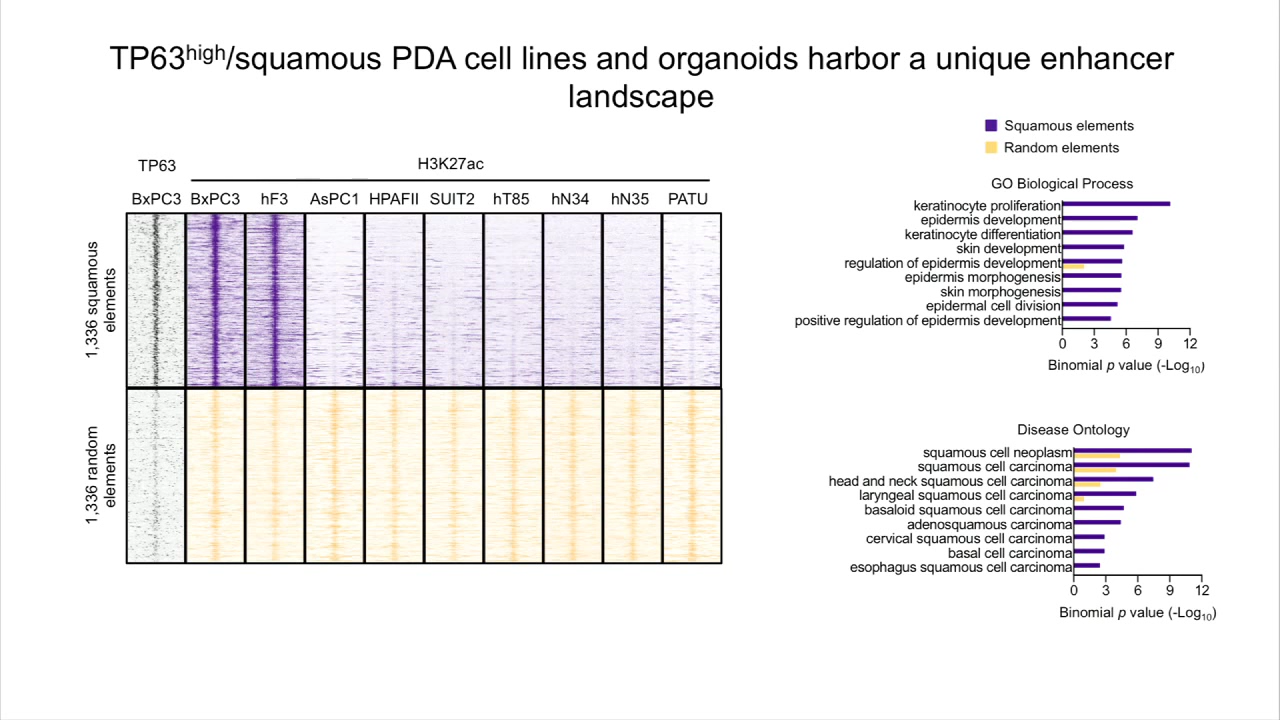 TP63high/squamous PDA cell lines and organoids harbor a unique enhancer
landscape
Squamous elements
Random elements
TP63
H3K27ac
BxPC3 BxPC3 hF3 AsPC1 HPAFII SUIT2 hT85 hN34 hN35 PATU
1,336 squamous
elements
1,336 random
elements
GO Biological Process
keratinocyte proliferation
epidermis development
keratinocyte differentiation
skin development
regulation of epidermis development
epidermis morphogenesis
skin morphogenesis
epidermal cell division
positive regulation of epidermis development
0 3 6 9 12
Binomial p value (-Log10)
Disease Ontology
squamous cell neoplasm
squamous cell carcinoma
head and neck squamous cell carcinoma
laryngeal squamous cell carcinoma
basaloid squamous cell carcinoma
adenosquamous carcinoma
cervical squamous cell carcinoma
basal cell carcinoma
esophagus squamous cell carcinoma
0 3 6 9 12
Binomial p value (-Log10)